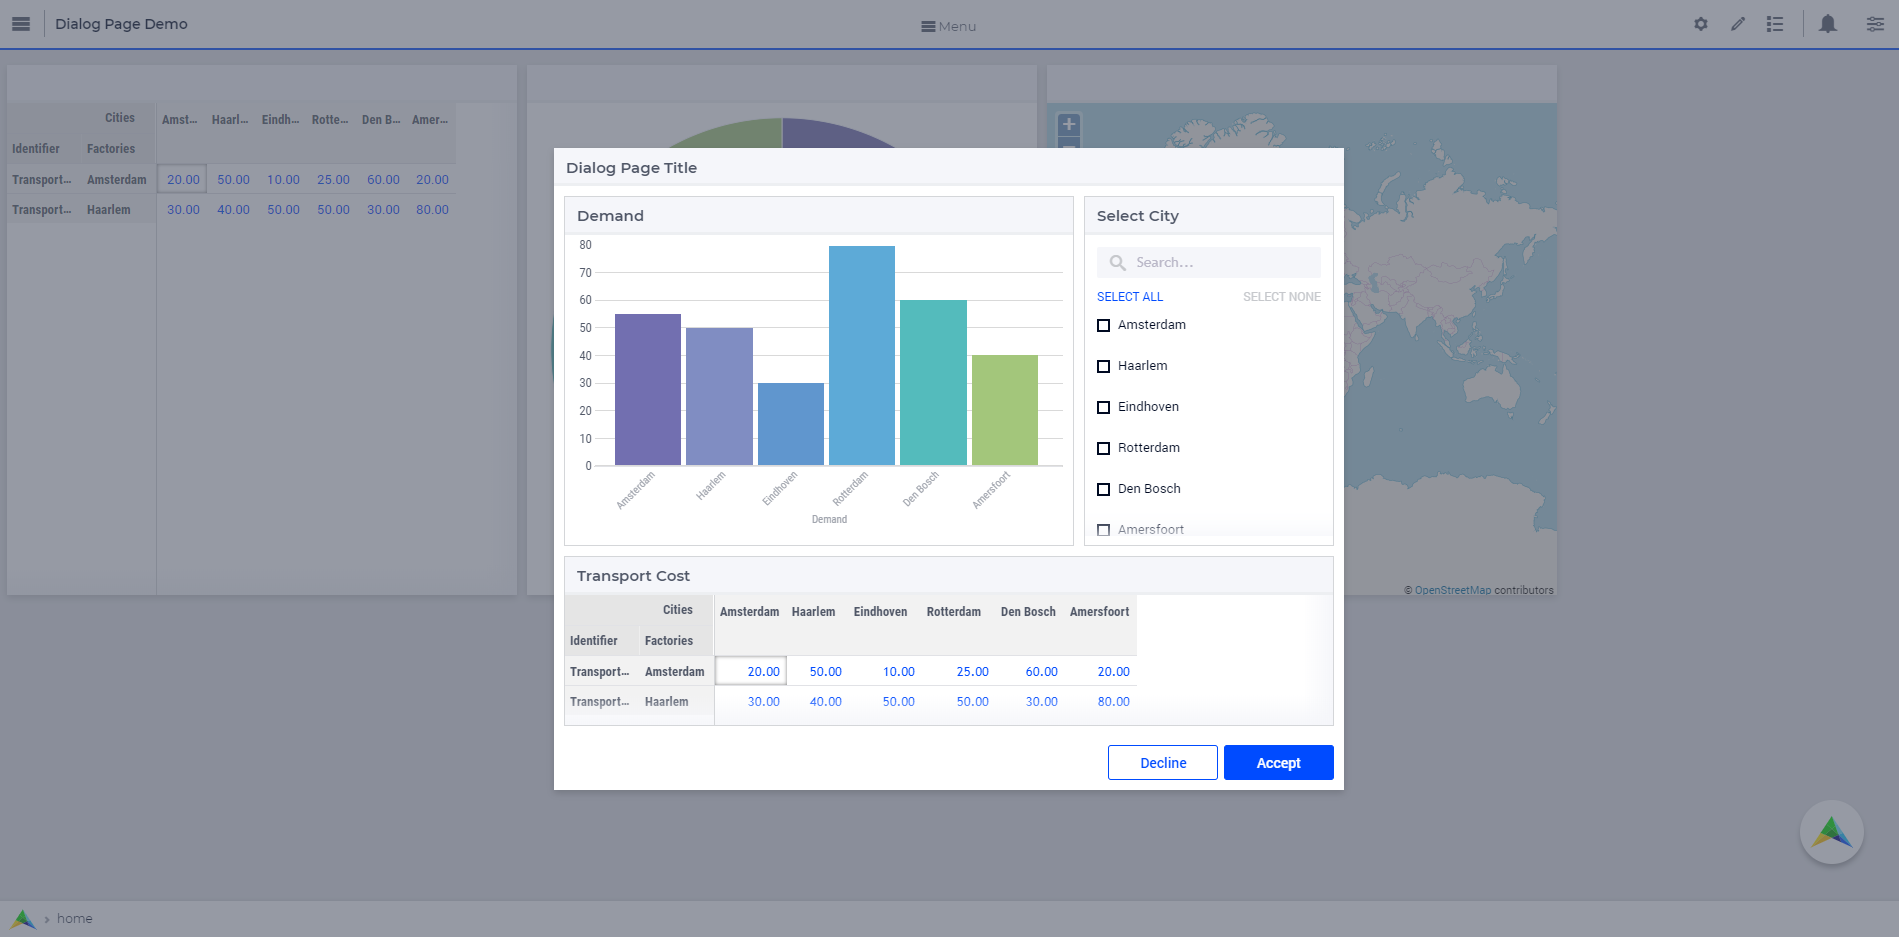 Dialog Page Demo
Menu
Cities Amst... Haarl... Eindh... Rotte... Den B... Amer...
Identifier Factories
Transport... Amsterdam 20.00 50.00 10.00 25.00 60.00 20.00
Transport... Haarlem 30.00 40.00 50.00 50.00 30.00 80.00
+
Dialog Page Title
Demand
80
70
60
50
40
30
20
10
0
Amsterdam Haarlem Eindhoven Rotterdam Den Bosch Amersfoort
Demand
Select City
Search...
SELECT ALL SELECT NONE
Amsterdam
Haarlem
Eindhoven
Rotterdam
Den Bosch
Amersfoort
© OpenStreetMap contributors
Transport Cost
Cities Amsterdam Haarlem Eindhoven Rotterdam Den Bosch Amersfoort
Identifier Factories
Transport... Amsterdam 20.00 50.00 10.00 25.00 60.00 20.00
Transport... Haarlem 30.00 40.00 50.00 50.00 30.00 80.00
Decline Accept
› home